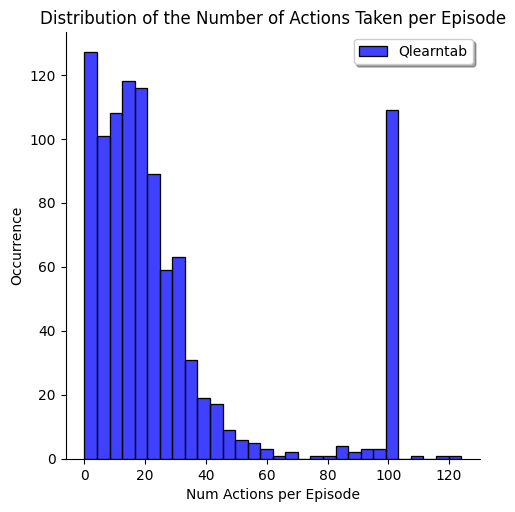 Distribution of the Number of Actions Taken per Episode
Qlearntab
120
100
80
60
40
20
0
Occurrence
0 20 40 60 80 100 120
Num Actions per Episode